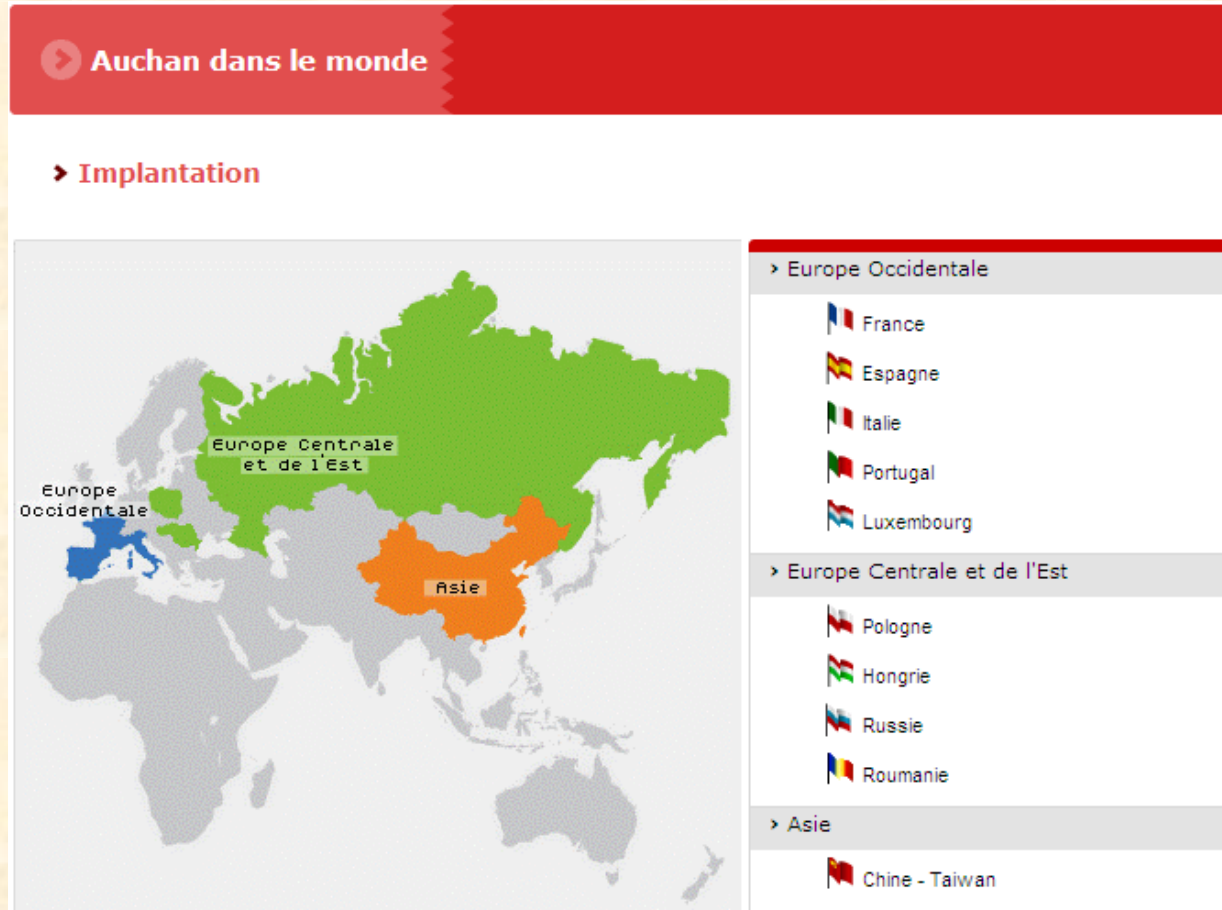 Auchan dans le monde
Implantation
Europe Centrale
et de l'Est
Europe
Occidentale
Asie
Europe Occidentale
France
Espagne
Italie
Portugal
Luxembourg
Europe Centrale et de l'Est
Pologne
Hongrie
Russie
Roumanie
Asie
Chine - Taiwan